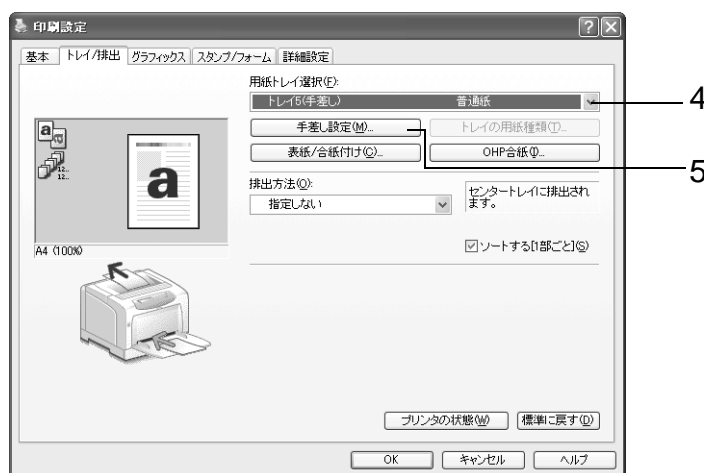 印刷設定
基本 トレイ/排出 グラフィックス スタンプ/フォーム 詳細設定
用紙トレイ選択(F):
トレイ5(手差し) 普通紙
4
手差し設定(M)... トレイの用紙種類(T)...
5
表紙/合紙付け(C)... OHP合紙(I)...
a
a
12..
12..
a
排出方法(O):
指定しない
センタートレイに排出され
ます。
A4 (100%)
ソートする[1部ごと](S)
プリンタの状態(W) 標準に戻す(D)
OK キャンセル ヘルプ